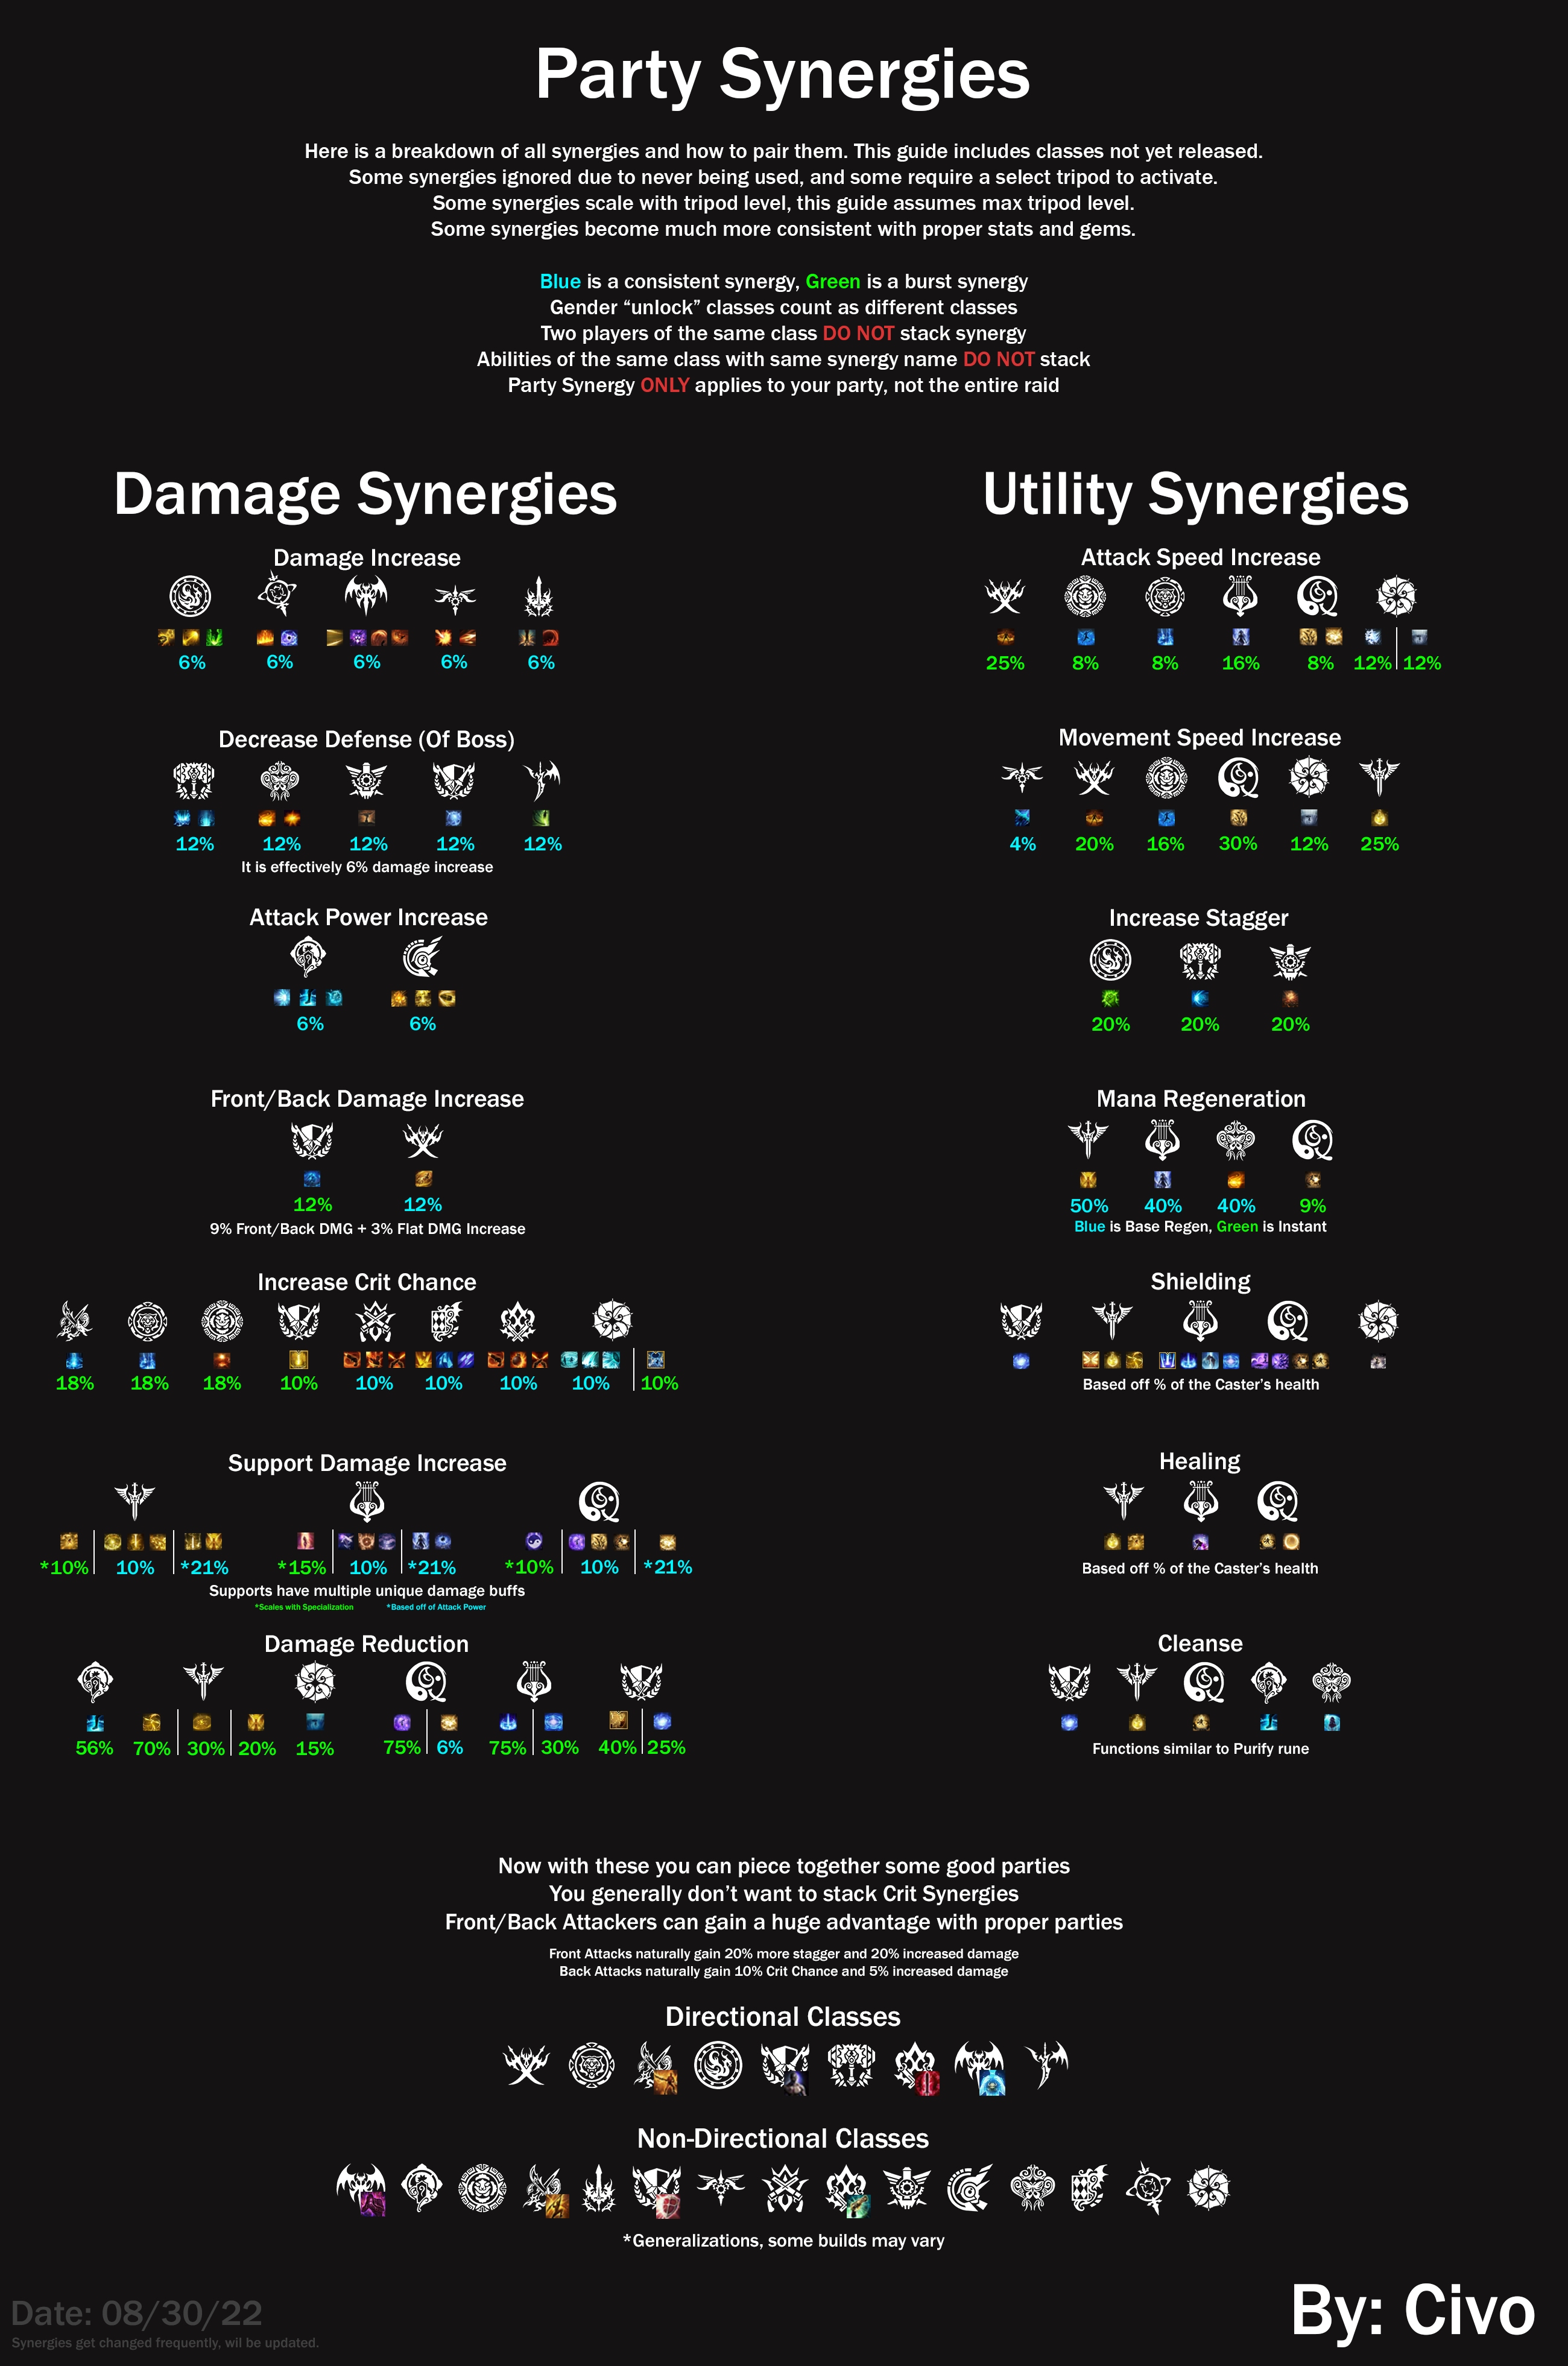 Party Synergies
Here is a breakdown of all synergies and how to pair them. This guide includes classes not yet released.
Some synergies ignored due to never being used, and some require a select tripod to activate.
Some synergies scale with tripod level, this guide assumes max tripod level.
Some synergies become much more consistent with proper stats and gems.
Blue is a consistent synergy, Green is a burst synergy
Gender “unlock” classes count as different classes
Two players of the same class DO NOT stack synergy
Abilities of the same class with same synergy name DO NOT stack
Party Synergy ONLY applies to your party, not the entire raid
Damage Synergies
Damage Increase
6% 6% 6% 6% 6%
Decrease Defense (Of Boss)
12% 12% 12% 12% 12%
It is effectively 6% damage increase
Attack Power Increase
6% 6%
Front/Back Damage Increase
12% 12%
9% Front/Back DMG + 3% Flat DMG Increase
Increase Crit Chance
18% 18% 18% 10% 10% 10% 10% 10% 10%
Support Damage Increase
*10% 10% *21% *15% 10% *21% *10% 10% *21%
Supports have multiple unique damage buffs
*Scales with Specialization *Based off of Attack Power
Damage Reduction
56% 70% 30% 20% 15% 75% 6% 75% 30% 40% 25%
Utility Synergies
Attack Speed Increase
25% 8% 8% 16% 8% 12% 12%
Movement Speed Increase
4% 20% 16% 30% 12% 25%
Increase Stagger
20% 20% 20%
Mana Regeneration
50% 40% 40% 9%
Blue is Base Regen, Green is Instant
Shielding
Based off % of the Caster’s health
Healing
Based off % of the Caster’s health
Cleanse
Functions similar to Purify rune
Now with these you can piece together some good parties
You generally don’t want to stack Crit Synergies
Front/Back Attackers can gain a huge advantage with proper parties
Front Attacks naturally gain 20% more stagger and 20% increased damage
Back Attacks naturally gain 10% Crit Chance and 5% increased damage
Directional Classes
Non-Directional Classes
*Generalizations, some builds may vary
Date: 08/30/22
Synergies get changed frequently, wil be updated.
By: Civo